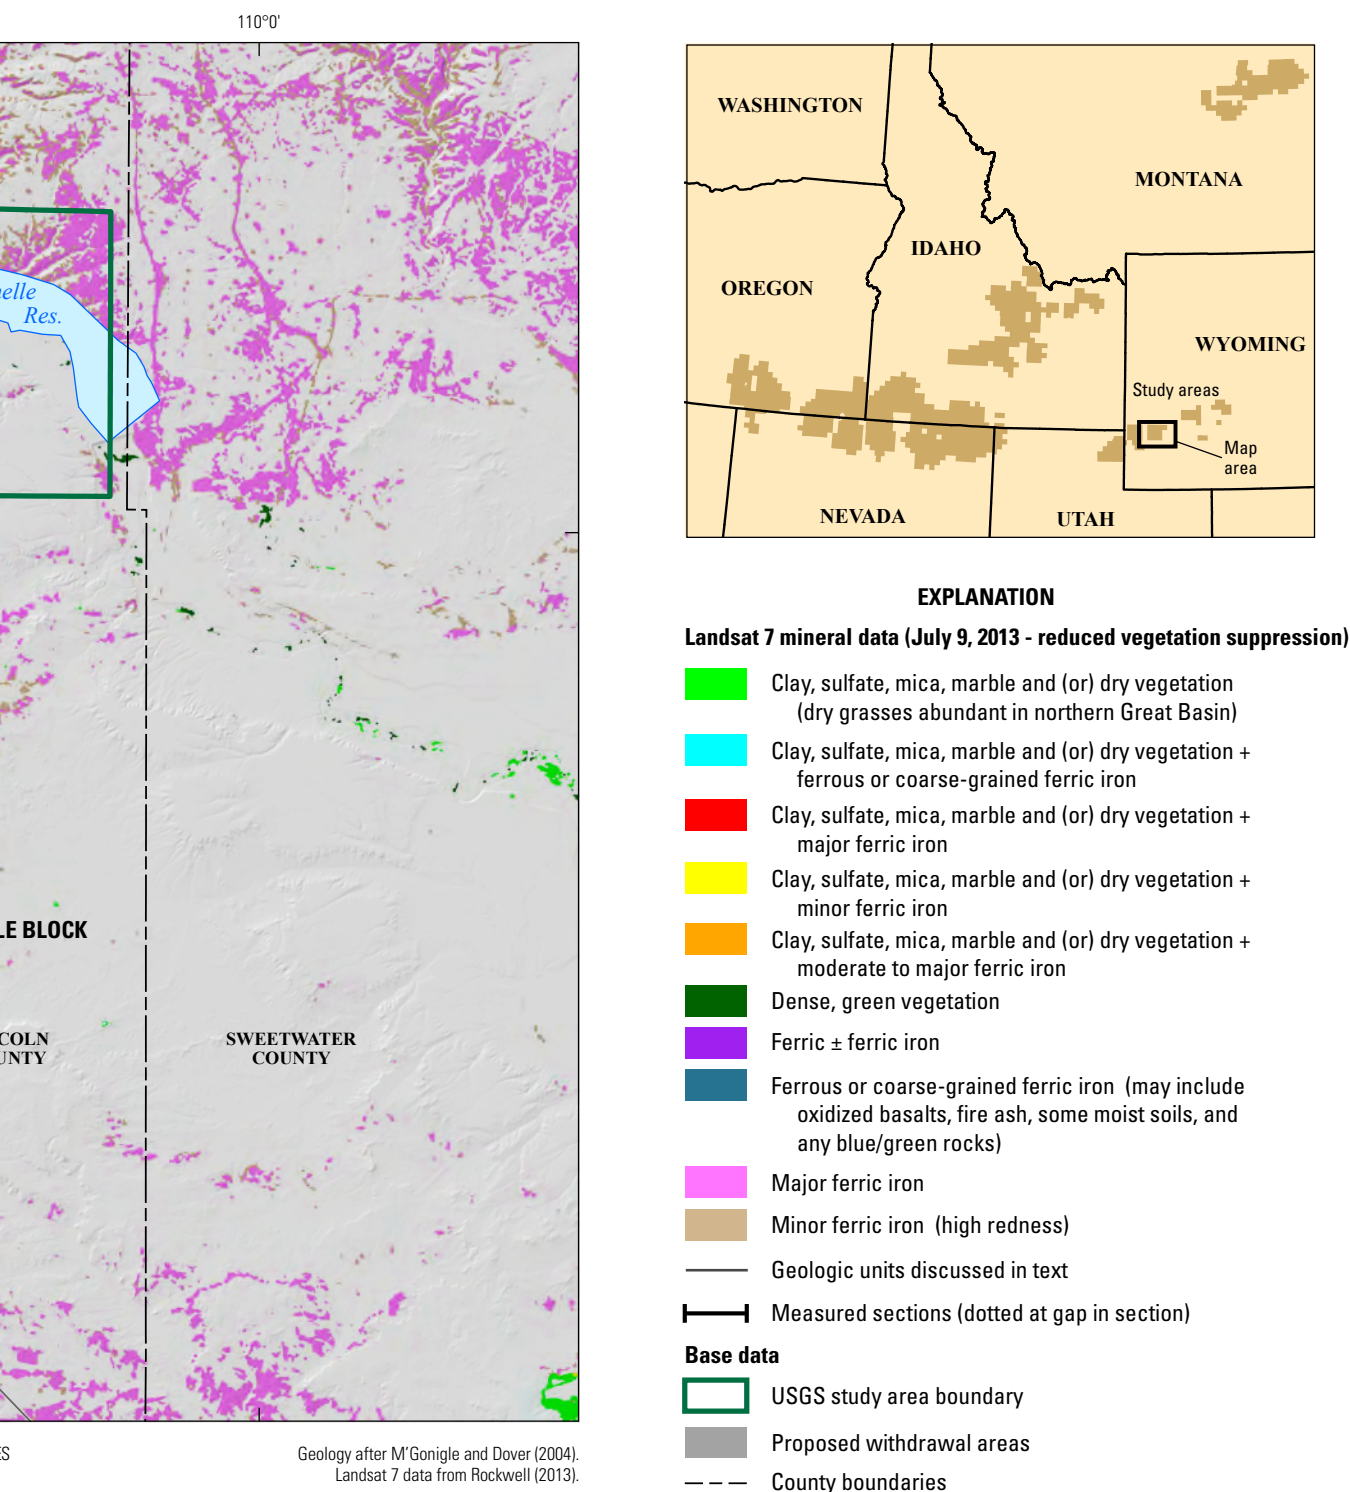 110°0'
elle
Res.
LE BLOCK
COLN
UNTY
SWEETWATER
COUNTY
ES
Geology after M'Gonigle and Dover (2004).
Landsat 7 data from Rockwell (2013).
WASHINGTON
MONTANA
IDAHO
OREGON
WYOMING
Study areas
Map
area
NEVADA
UTAH
EXPLANATION
Landsat 7 mineral data (July 9, 2013 - reduced vegetation suppression)
Clay, sulfate, mica, marble and (or) dry vegetation
(dry grasses abundant in northern Great Basin)
Clay, sulfate, mica, marble and (or) dry vegetation +
ferrous or coarse-grained ferric iron
Clay, sulfate, mica, marble and (or) dry vegetation +
major ferric iron
Clay, sulfate, mica, marble and (or) dry vegetation +
minor ferric iron
Clay, sulfate, mica, marble and (or) dry vegetation +
moderate to major ferric iron
Dense, green vegetation
Ferric ± ferric iron
Ferrous or coarse-grained ferric iron (may include
oxidized basalts, fire ash, some moist soils, and
any blue/green rocks)
Major ferric iron
Minor ferric iron (high redness)
Geologic units discussed in text
Measured sections (dotted at gap in section)
Base data
USGS study area boundary
Proposed withdrawal areas
County boundaries